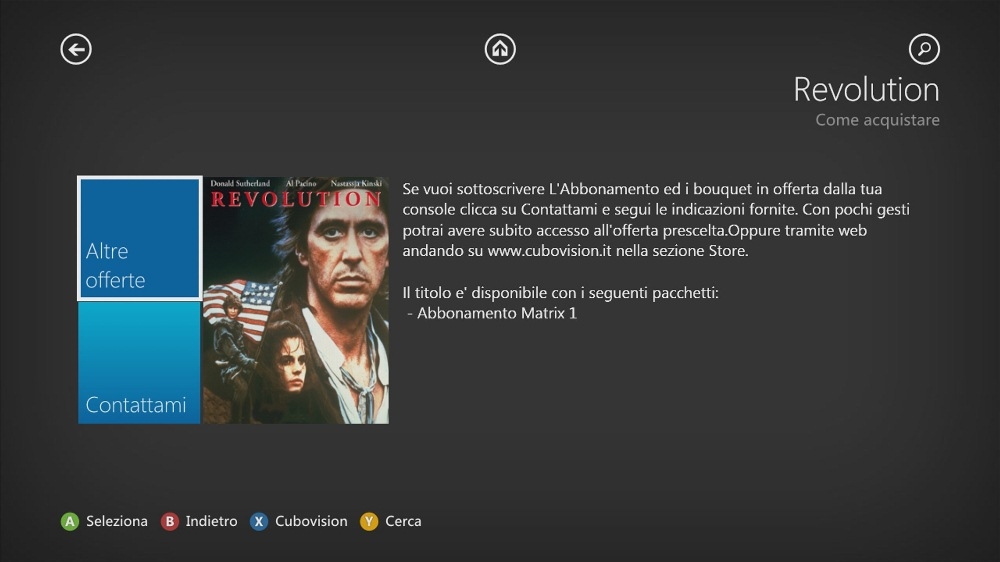 Revolution
Come acquistare
Altre
offerte
Contattami
Donald Sutherland Al Pacino Nastassja Kinski
REVOLUTION
Se vuoi sottoscrivere L'Abbonamento ed i bouquet in offerta dalla tua
console clicca su Contattami e segui le indicazioni fornite. Con pochi gesti
potrai avere subito accesso all'offerta prescelta.Oppure tramite web
andando su www.cubovision.it nella sezione Store.
Il titolo e' disponibile con i seguenti pacchetti:
- Abbonamento Matrix 1
A Seleziona B Indietro X Cubovision Y Cerca